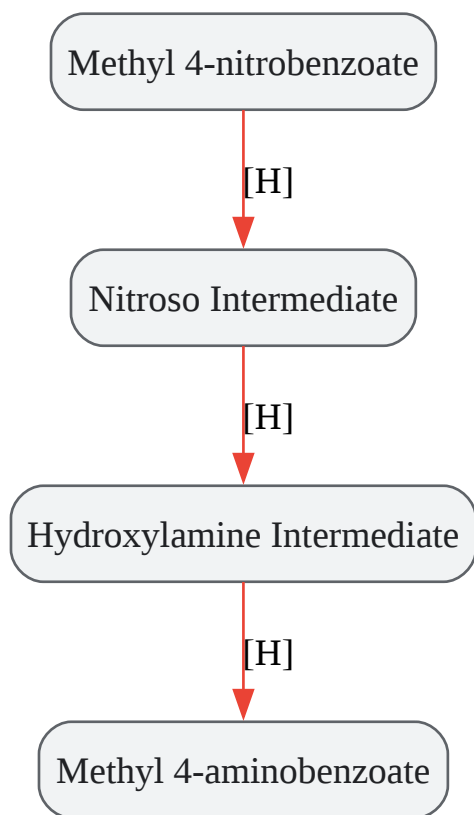 Methyl 4-nitrobenzoate
[H]
Nitroso Intermediate
[H]
Hydroxylamine Intermediate
[H]
Methyl 4-aminobenzoate